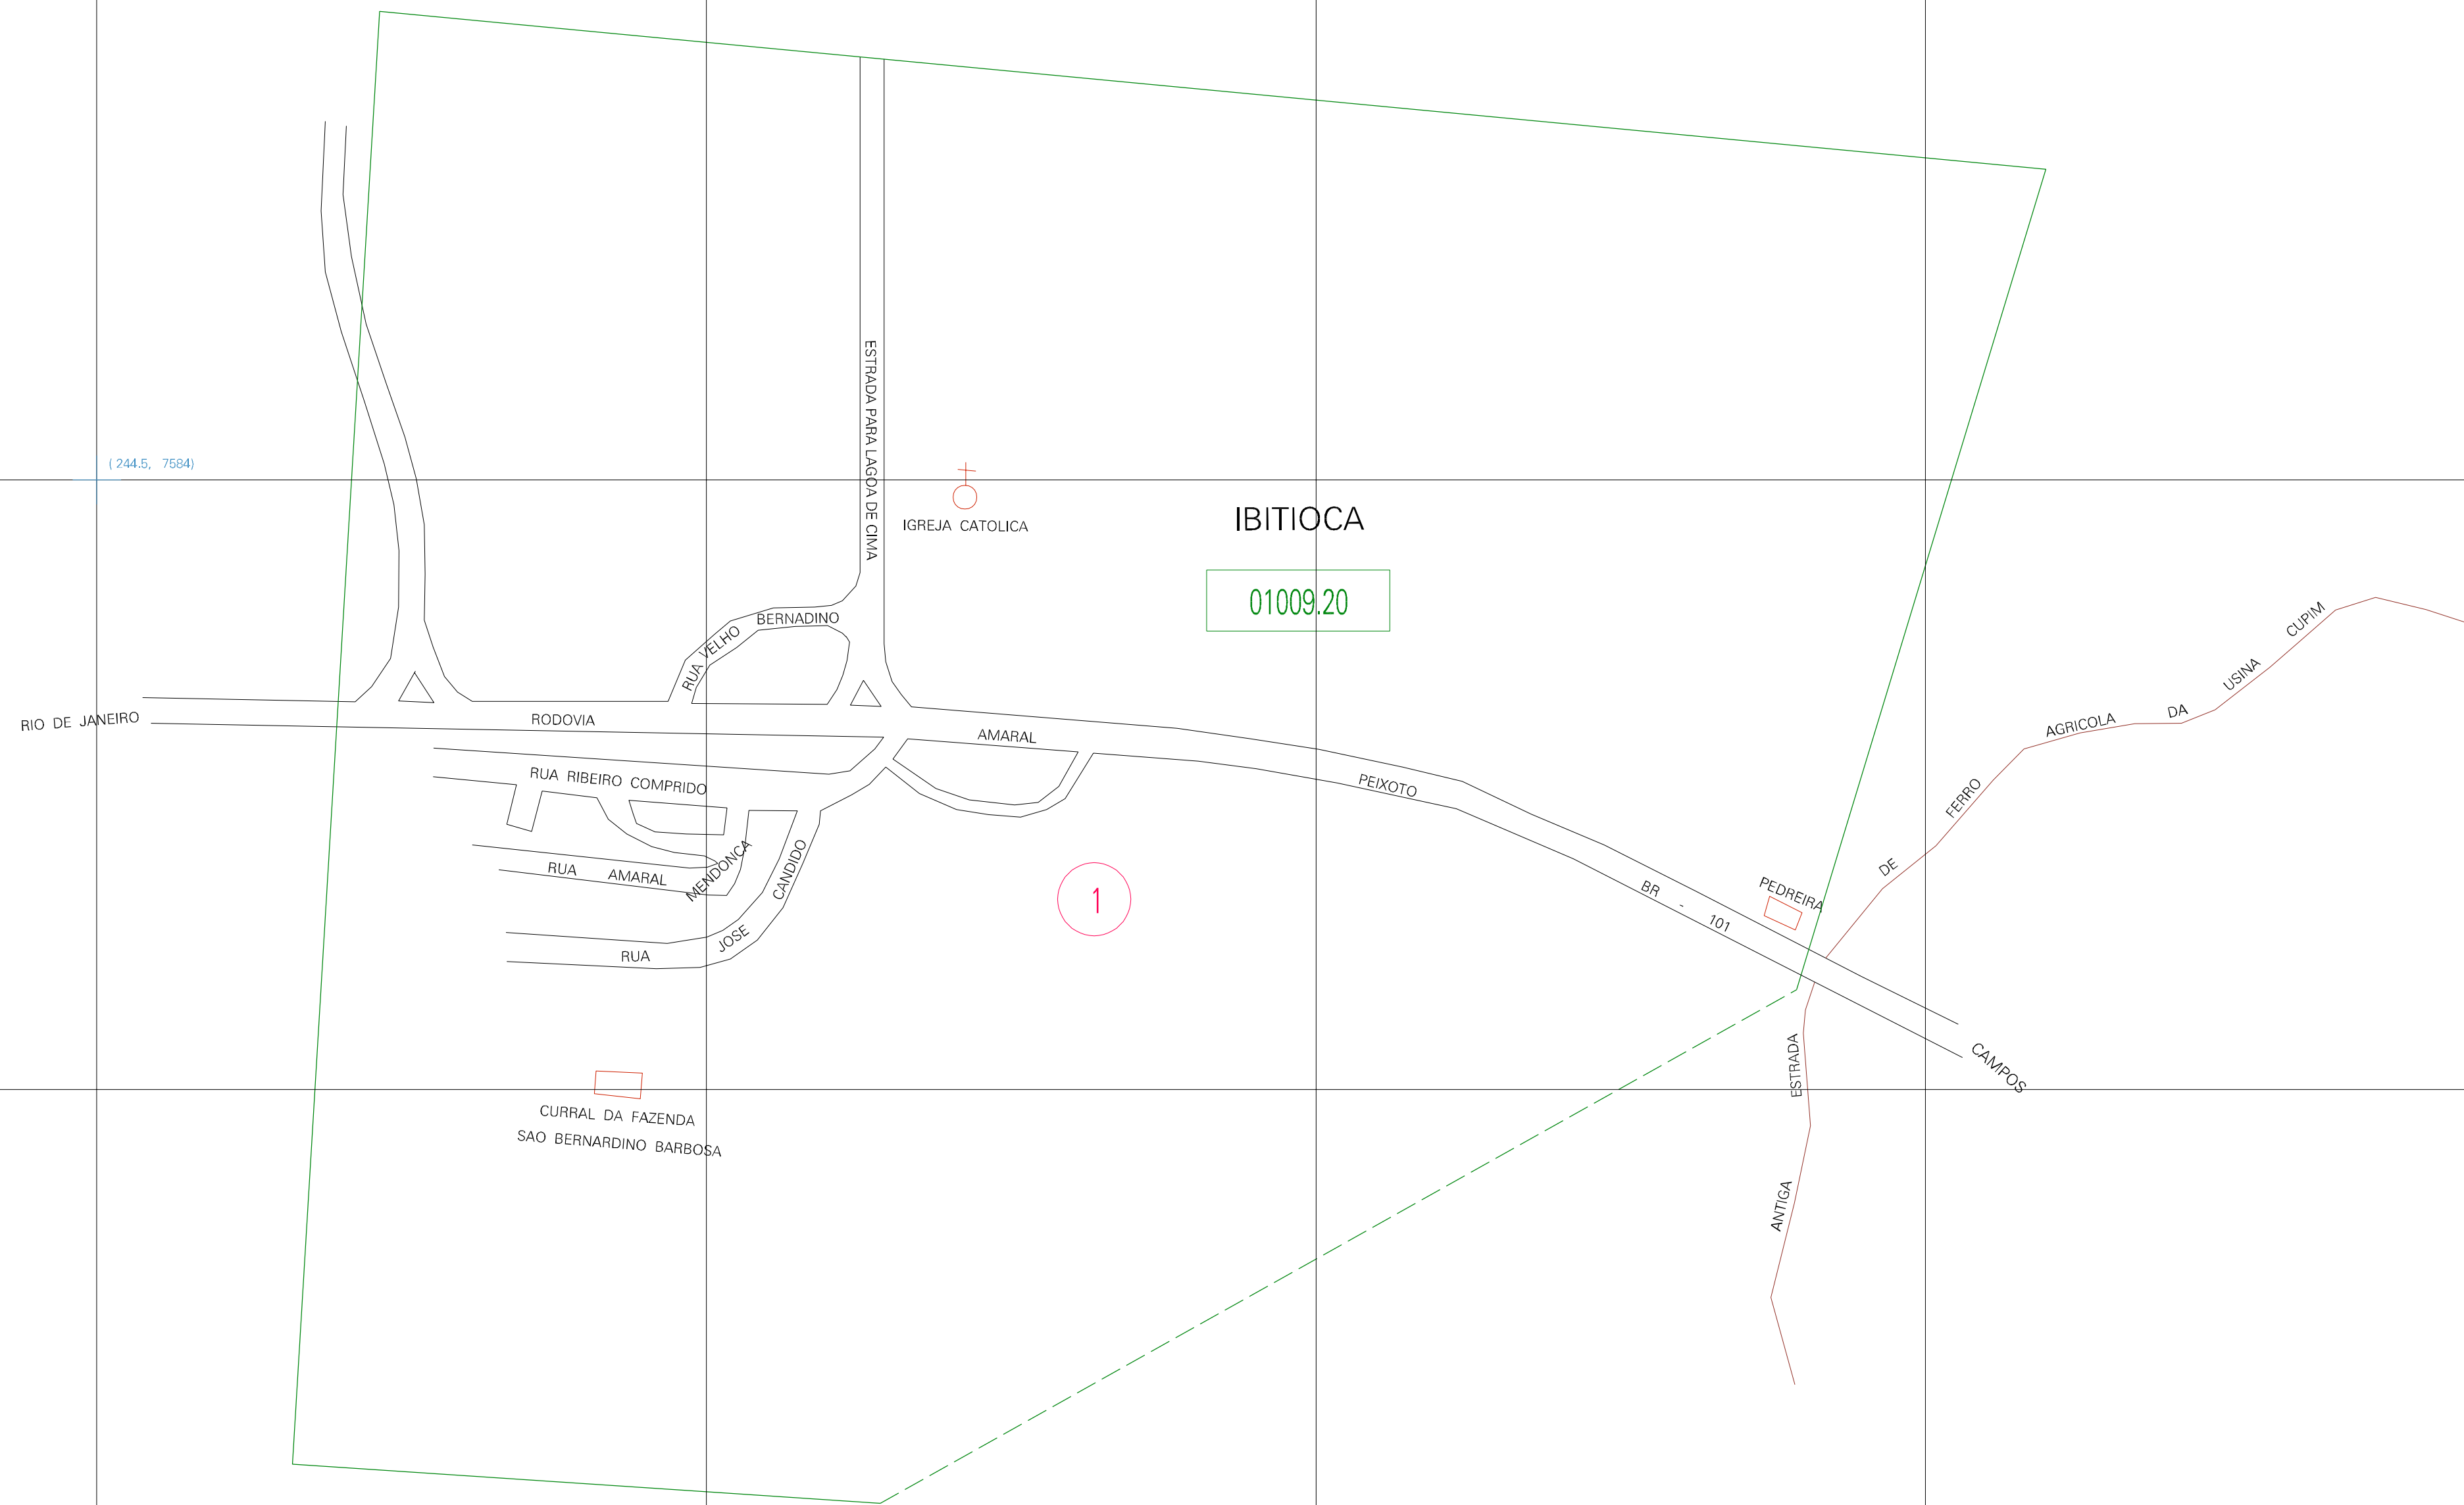 ESTRADA PARA LAGOA DE CIMA
( 244.5, 7584)
IGREJA CATOLICA
IBITIOCA
01009.20
RUA VELHO BERNADINO
RIO DE JANEIRO
RODOVIA AMARAL PEIXOTO
BR - 101
CAMPOS
RUA RIBEIRO COMPRIDO
RUA AMARAL MENDONCA
RUA JOSE CANDIDO
1
PEDREIRA
ANTIGA ESTRADA DE FERRO AGRICOLA DA USINA CUPIM
CURRAL DA FAZENDA
SAO BERNARDINO BARBOSA